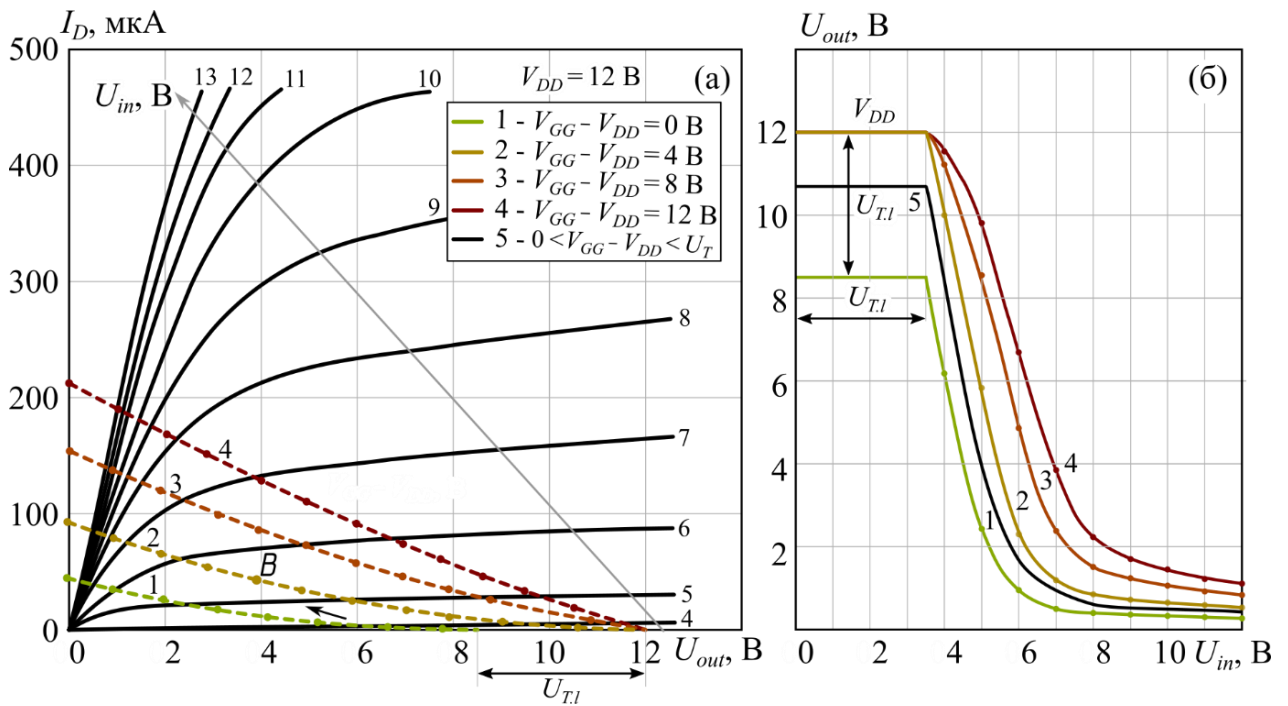 I_D, мкА
500
400
300
200
100
0
13
12
11
10
9
8
7
6
5
4
U_in, В
V_DD = 12 В
(а)
1 - V_GG - V_DD = 0 В
2 - V_GG - V_DD = 4 В
3 - V_GG - V_DD = 8 В
4 - V_GG - V_DD = 12 В
5 - 0 < V_GG - V_DD < U_T
4
3
2
1
В
0 2 4 6 8 10 12 U_out, В
U_T.l
U_out, В
(б)
12
10
8
6
4
2
V_DD
U_T.l
5
U_T.l
1
2
3
4
0 2 4 6 8 10 U_in, В